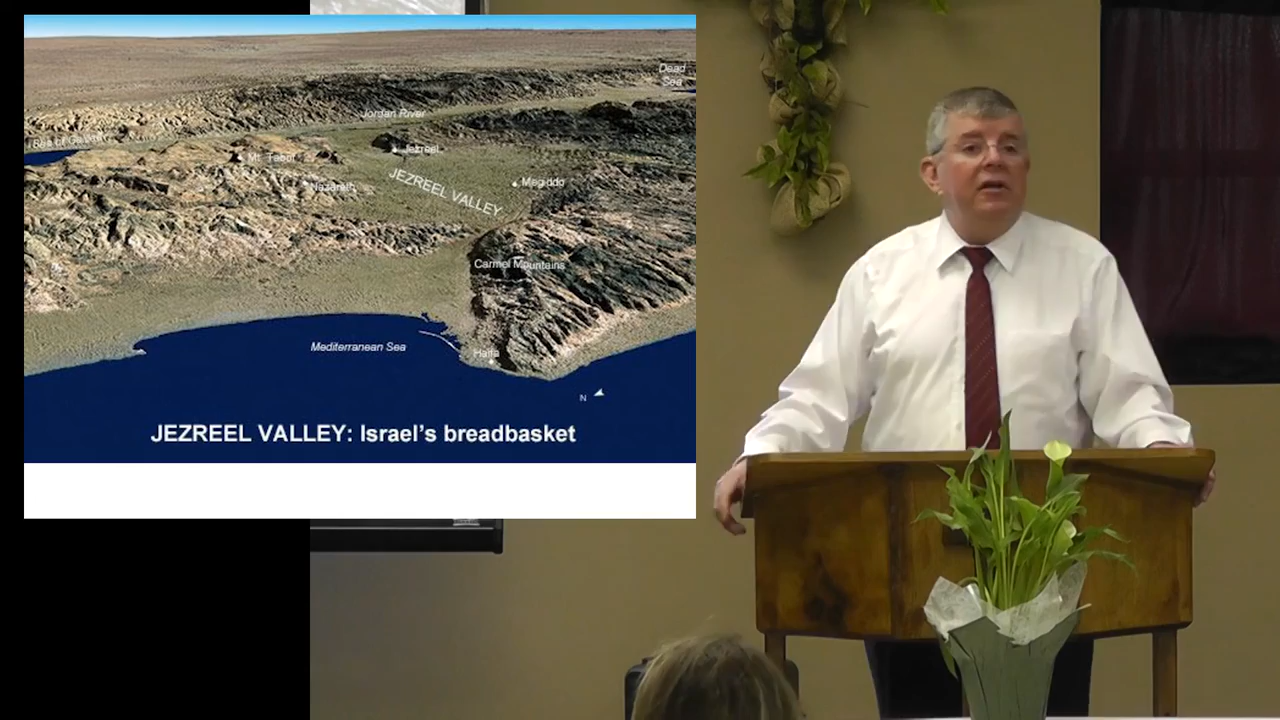 Dead
Sea
Jordan River
Sea of Galilee
Jezreel
Mt. Tabor
JEZREEL VALLEY
Megiddo
Nazareth
Carmel Mountains
Mediterranean Sea
Haifa
N
JEZREEL VALLEY: Israel's breadbasket